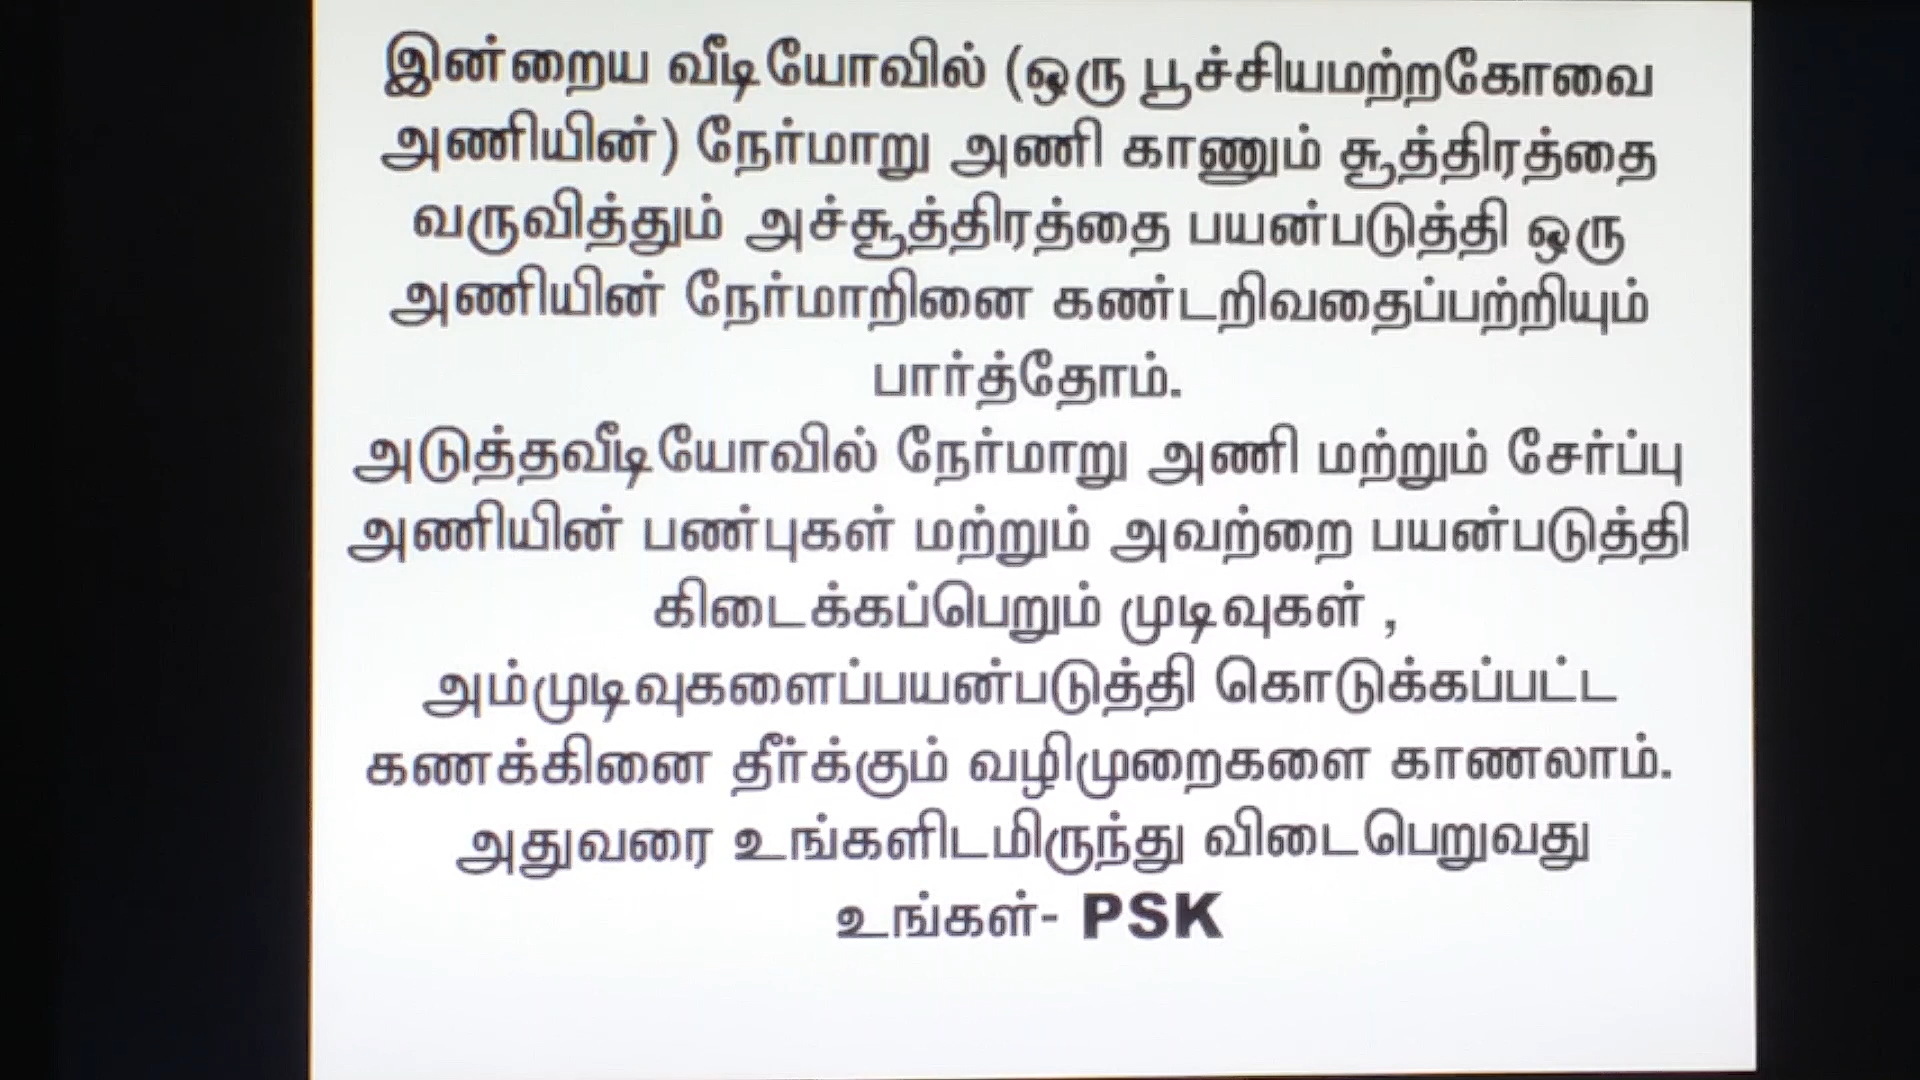 இன்றைய வீடியோவில் (ஒரு பூச்சியமற்றகோவை
அணியின்) நேர்மாறு அணி காணும் சூத்திரத்தை
வருவித்தும் அச்சூத்திரத்தை பயன்படுத்தி ஒரு
அணியின் நேர்மாறினை கண்டறிவதைப்பற்றியும்
பார்த்தோம்.
அடுத்தவீடியோவில் நேர்மாறு அணி மற்றும் சேர்ப்பு
அணியின் பண்புகள் மற்றும் அவற்றை பயன்படுத்தி
கிடைக்கப்பெறும் முடிவுகள் ,
அம்முடிவுகளைப்பயன்படுத்தி கொடுக்கப்பட்ட
கணக்கினை தீர்க்கும் வழிமுறைகளை காணலாம்.
அதுவரை உங்களிடமிருந்து விடைபெறுவது
உங்கள்- PSK